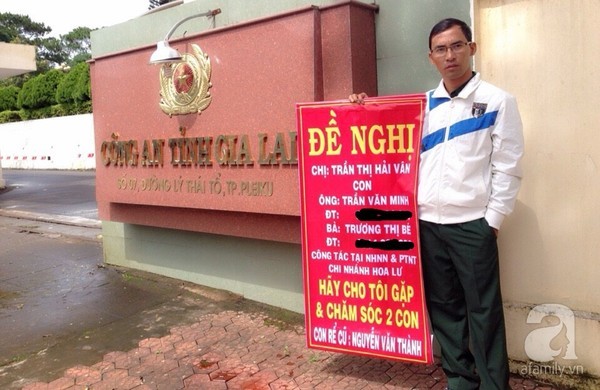 CÔNG AN TỈNH GIA LAI
SỐ 07, ĐƯỜNG LÝ THÁI TỔ, TP.PLEIKU
ĐỀ NGHỊ
CHỊ: TRẦN THỊ HẢI VÂN
CON
ÔNG: TRẦN VĂN MINH
ĐT:
BÀ: TRƯƠNG THỊ BÉ
ĐT:
CÔNG TÁC TẠI NHNN & PTNT
CHI NHÁNH HOA LƯ
HÃY CHO TÔI GẶP
& CHĂM SÓC 2 CON
CON RỂ CŨ : NGUYỄN VĂN THÀNH
a
afamily.vn